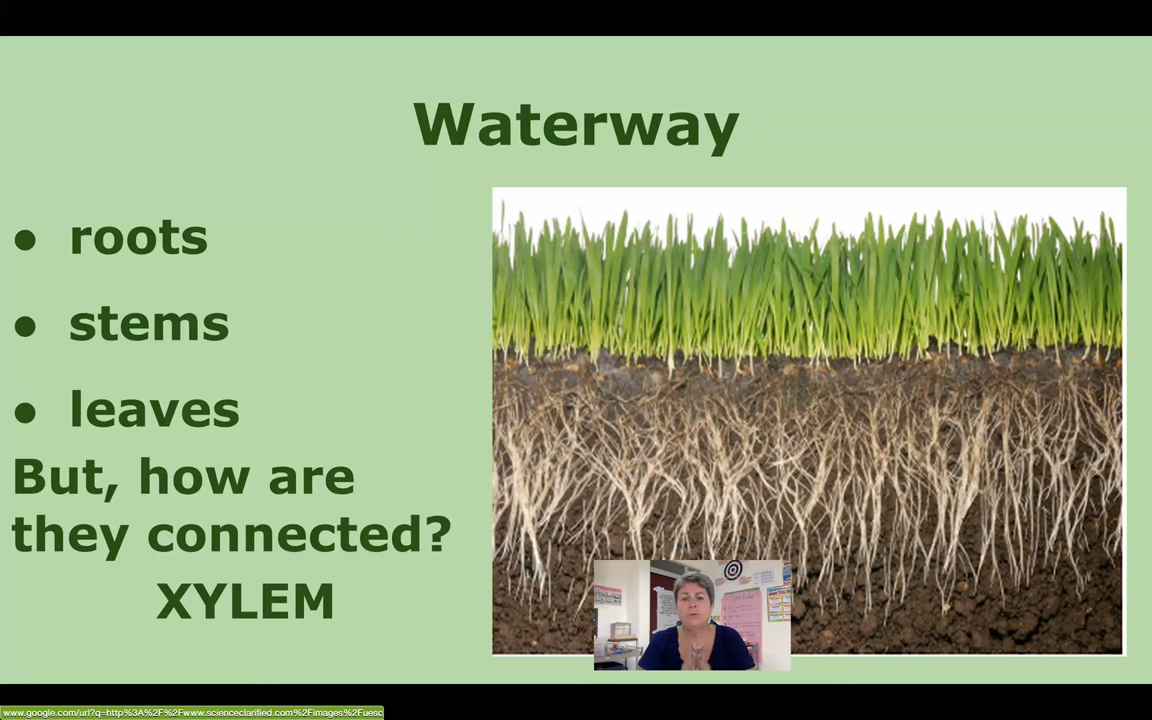 Waterway
● roots
● stems
● leaves
But, how are
they connected?
XYLEM
www.google.com/url?q=http%3A%2F%2Fwww.scienceclarified.com%2Fimages%2Fuesc